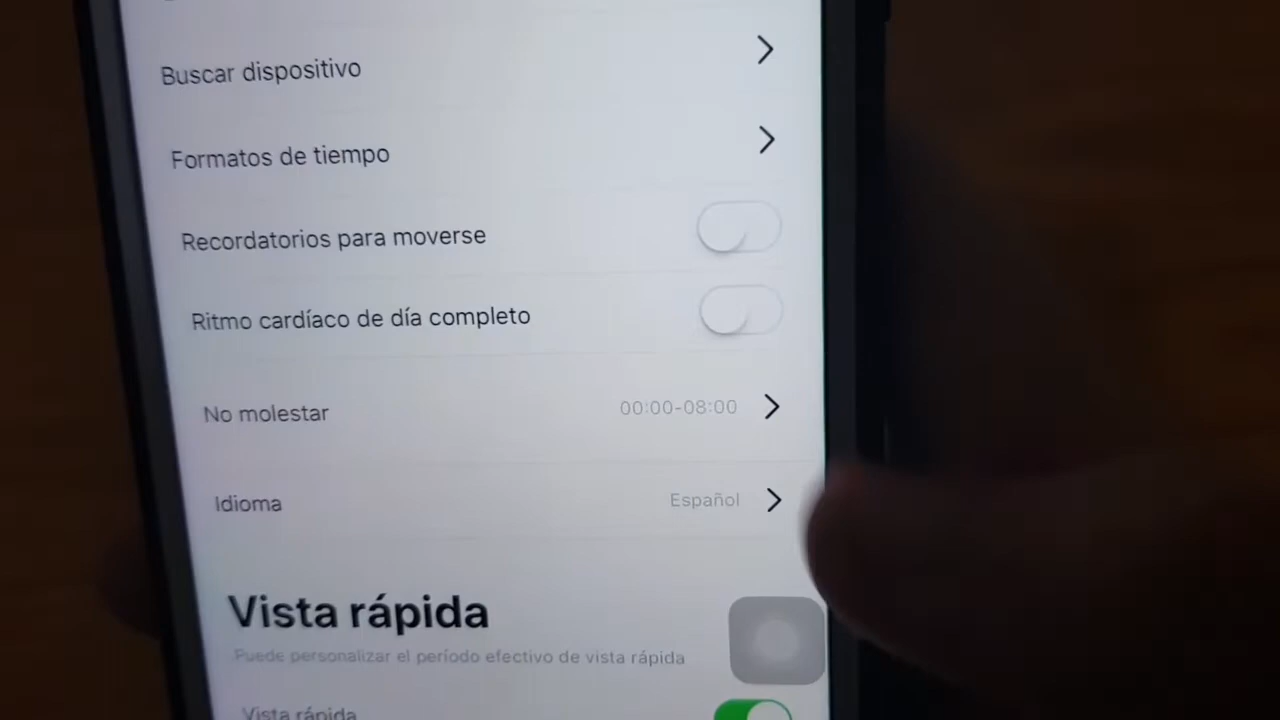 Buscar dispositivo
Formatos de tiempo
Recordatorios para moverse
Ritmo cardíaco de día completo
No molestar 00:00-08:00
Idioma Español
Vista rápida
Puede personalizar el período efectivo de vista rápida
Vista rápida